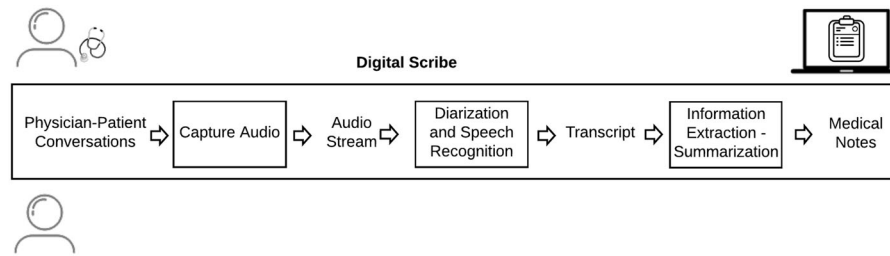 Digital Scribe
Physician-Patient
Conversations
Capture Audio
Audio
Stream
Diarization
and Speech
Recognition
Transcript
Information
Extraction -
Summarization
Medical
Notes